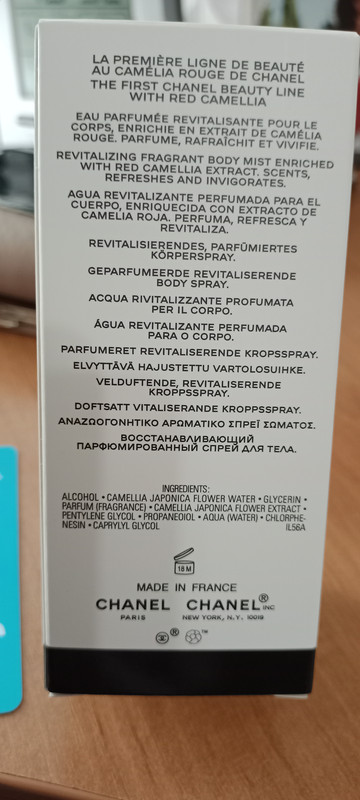 LA PREMIÈRE LIGNE DE BEAUTÉ
AU CAMÉLIA ROUGE DE CHANEL
THE FIRST CHANEL BEAUTY LINE
WITH RED CAMELLIA
EAU PARFUMÉE REVITALISANTE POUR LE
CORPS, ENRICHIE EN EXTRAIT DE CAMÉLIA
ROUGE. PARFUME, RAFRAÎCHIT ET VIVIFIE.
REVITALIZING FRAGRANT BODY MIST ENRICHED
WITH RED CAMELLIA EXTRACT. SCENTS,
REFRESHES AND INVIGORATES.
AGUA REVITALIZANTE PERFUMADA PARA EL
CUERPO, ENRIQUECIDA CON EXTRACTO DE
CAMELIA ROJA. PERFUMA, REFRESCA Y
REVITALIZA.
REVITALISIERENDES, PARFÜMIERTES
KÖRPERSPRAY.
GEPARFUMEERDE REVITALISERENDE
BODY SPRAY.
ACQUA RIVITALIZZANTE PROFUMATA
PER IL CORPO.
ÁGUA REVITALIZANTE PERFUMADA
PARA O CORPO.
PARFUMERET REVITALISERENDE KROPSSPRAY.
ELVYTTÄVÄ HAJUSTETTU VARTALOSUIHKE.
VELDUFTENDE, REVITALISERENDE
KROPPSSPRAY.
DOFTSATT VITALISERANDE KROPPSSPRAY.
ΑΝΑΖΩΟΓΟΝΗΤΙΚΟ ΑΡΩΜΑΤΙΚΟ ΣΠΡΕΪ ΣΩΜΑΤΟΣ.
ВОССТАНАВЛИВАЮЩИЙ
ПАРФЮМИРОВАННЫЙ СПРЕЙ ДЛЯ ТЕЛА.
INGREDIENTS:
ALCOHOL • CAMELLIA JAPONICA FLOWER WATER • GLYCERIN •
PARFUM (FRAGRANCE) • CAMELLIA JAPONICA FLOWER EXTRACT •
PENTYLENE GLYCOL • PROPANEDIOL • AQUA (WATER) • CHLORPHE-
NESIN • CAPRYLYL GLYCOL IL56A
18 M
MADE IN FRANCE
CHANEL CHANEL® INC
PARIS NEW YORK, N.Y. 10019
® ™